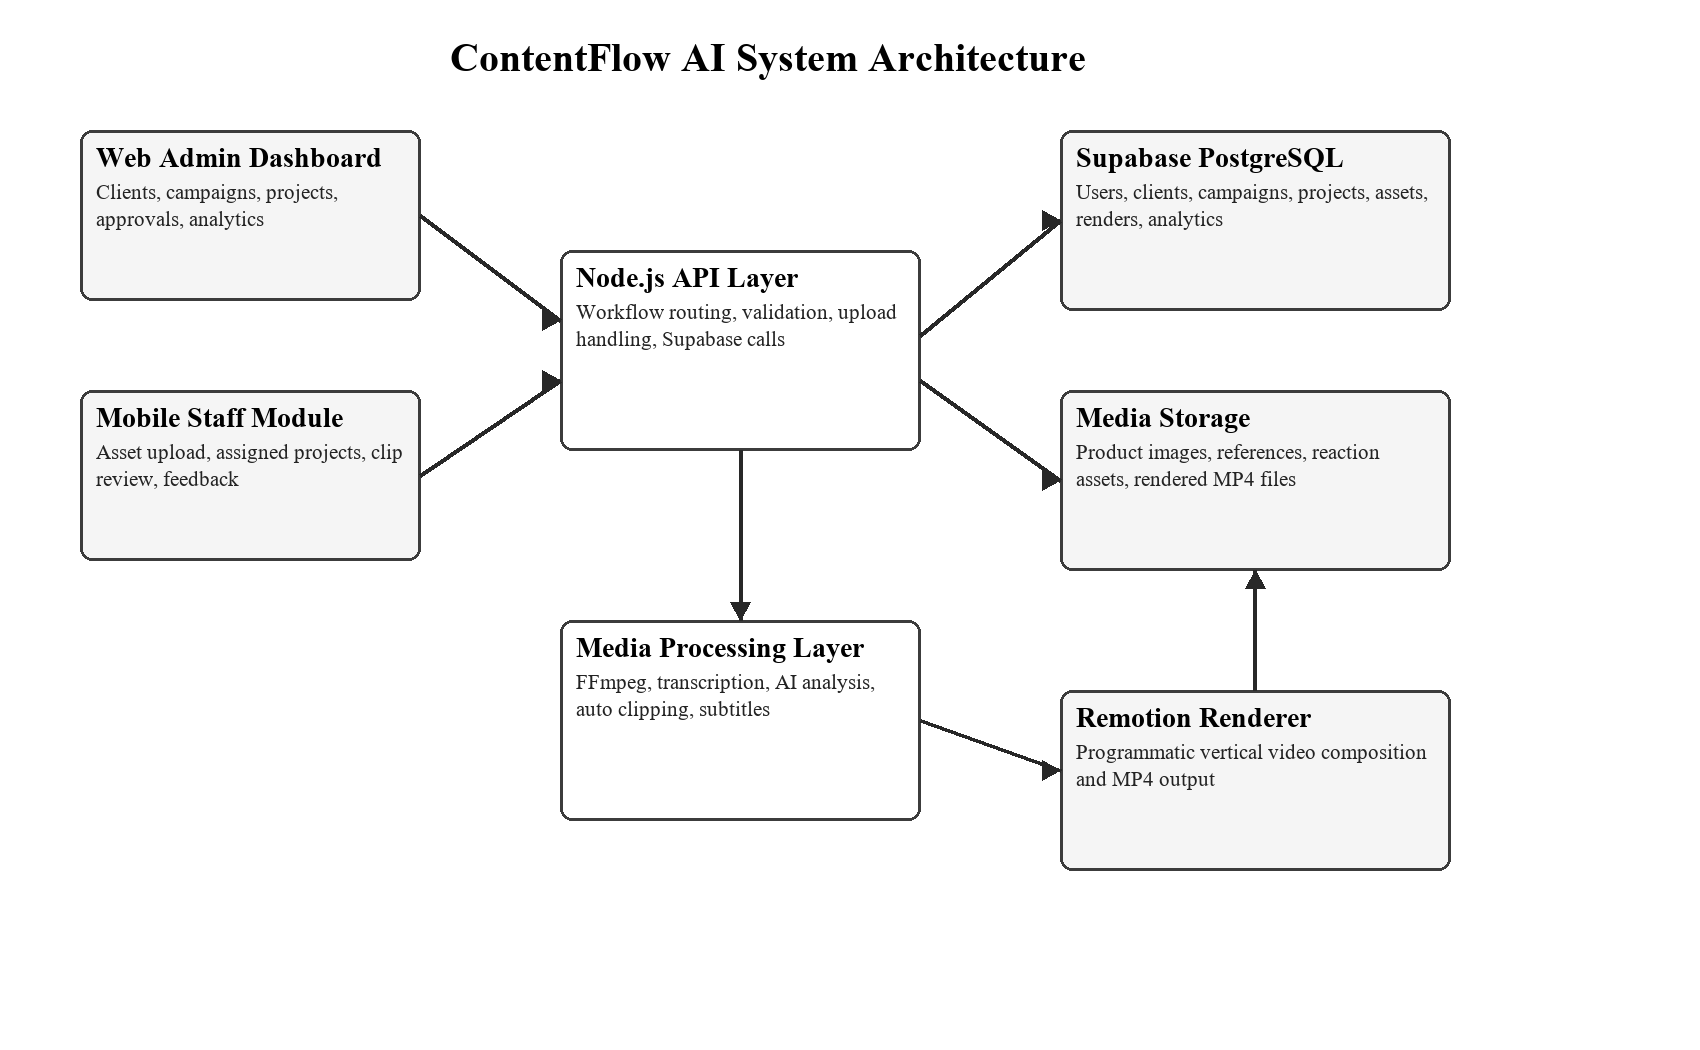 ContentFlow AI System Architecture
Web Admin Dashboard
Clients, campaigns, projects,
approvals, analytics
Mobile Staff Module
Asset upload, assigned projects, clip
review, feedback
Node.js API Layer
Workflow routing, validation, upload
handling, Supabase calls
Media Processing Layer
FFmpeg, transcription, AI analysis,
auto clipping, subtitles
Supabase PostgreSQL
Users, clients, campaigns, projects, assets,
renders, analytics
Media Storage
Product images, references, reaction
assets, rendered MP4 files
Remotion Renderer
Programmatic vertical video composition
and MP4 output